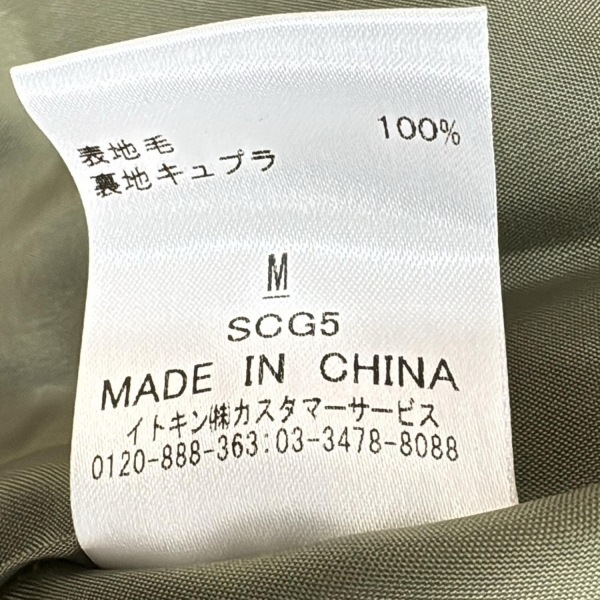 表地毛 100%
裏地キュプラ
M
SCG5
MADE IN CHINA
イトキン㈱カスタマーサービス
0120-888-363:03-3478-8088